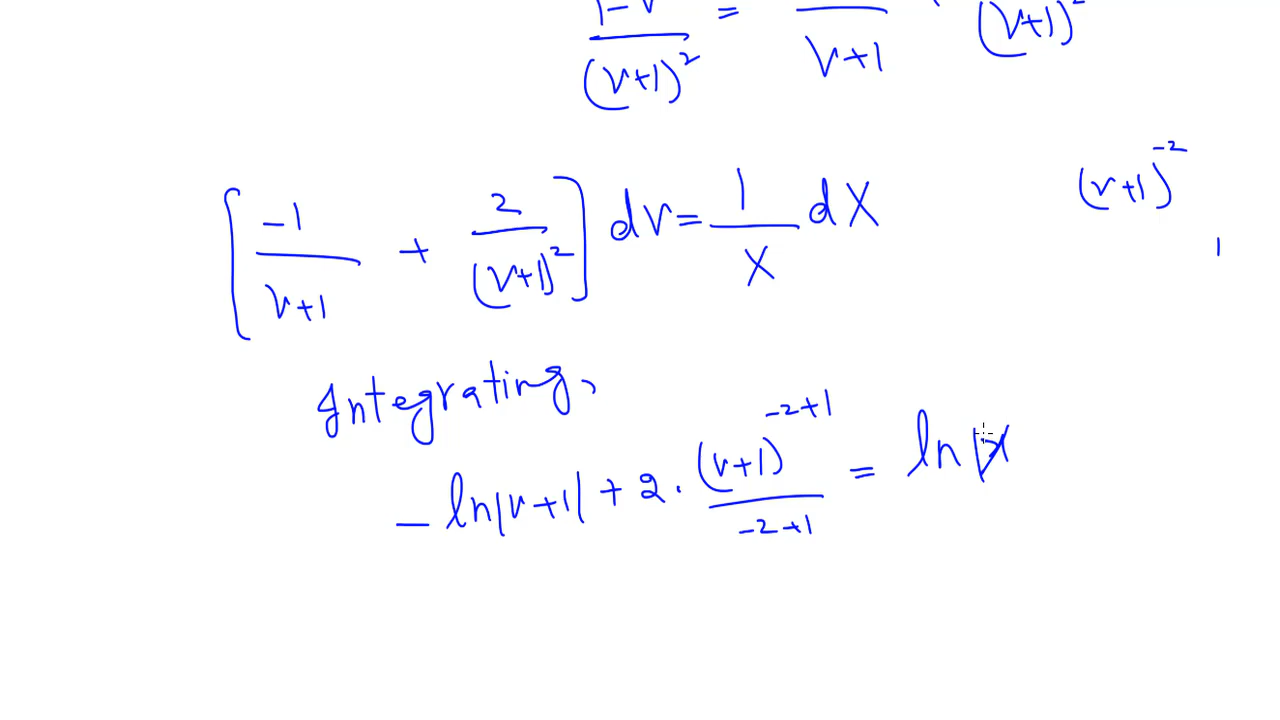 1-v / (v+1)² = / v+1 (v+1)²
[ -1/(v+1) + 2/(v+1)² ] dv = 1/X dX (v+1)⁻²
1
Integrating,
- ln|v+1| + 2 · (v+1)⁻²⁺¹ / -2+1 = ln|x